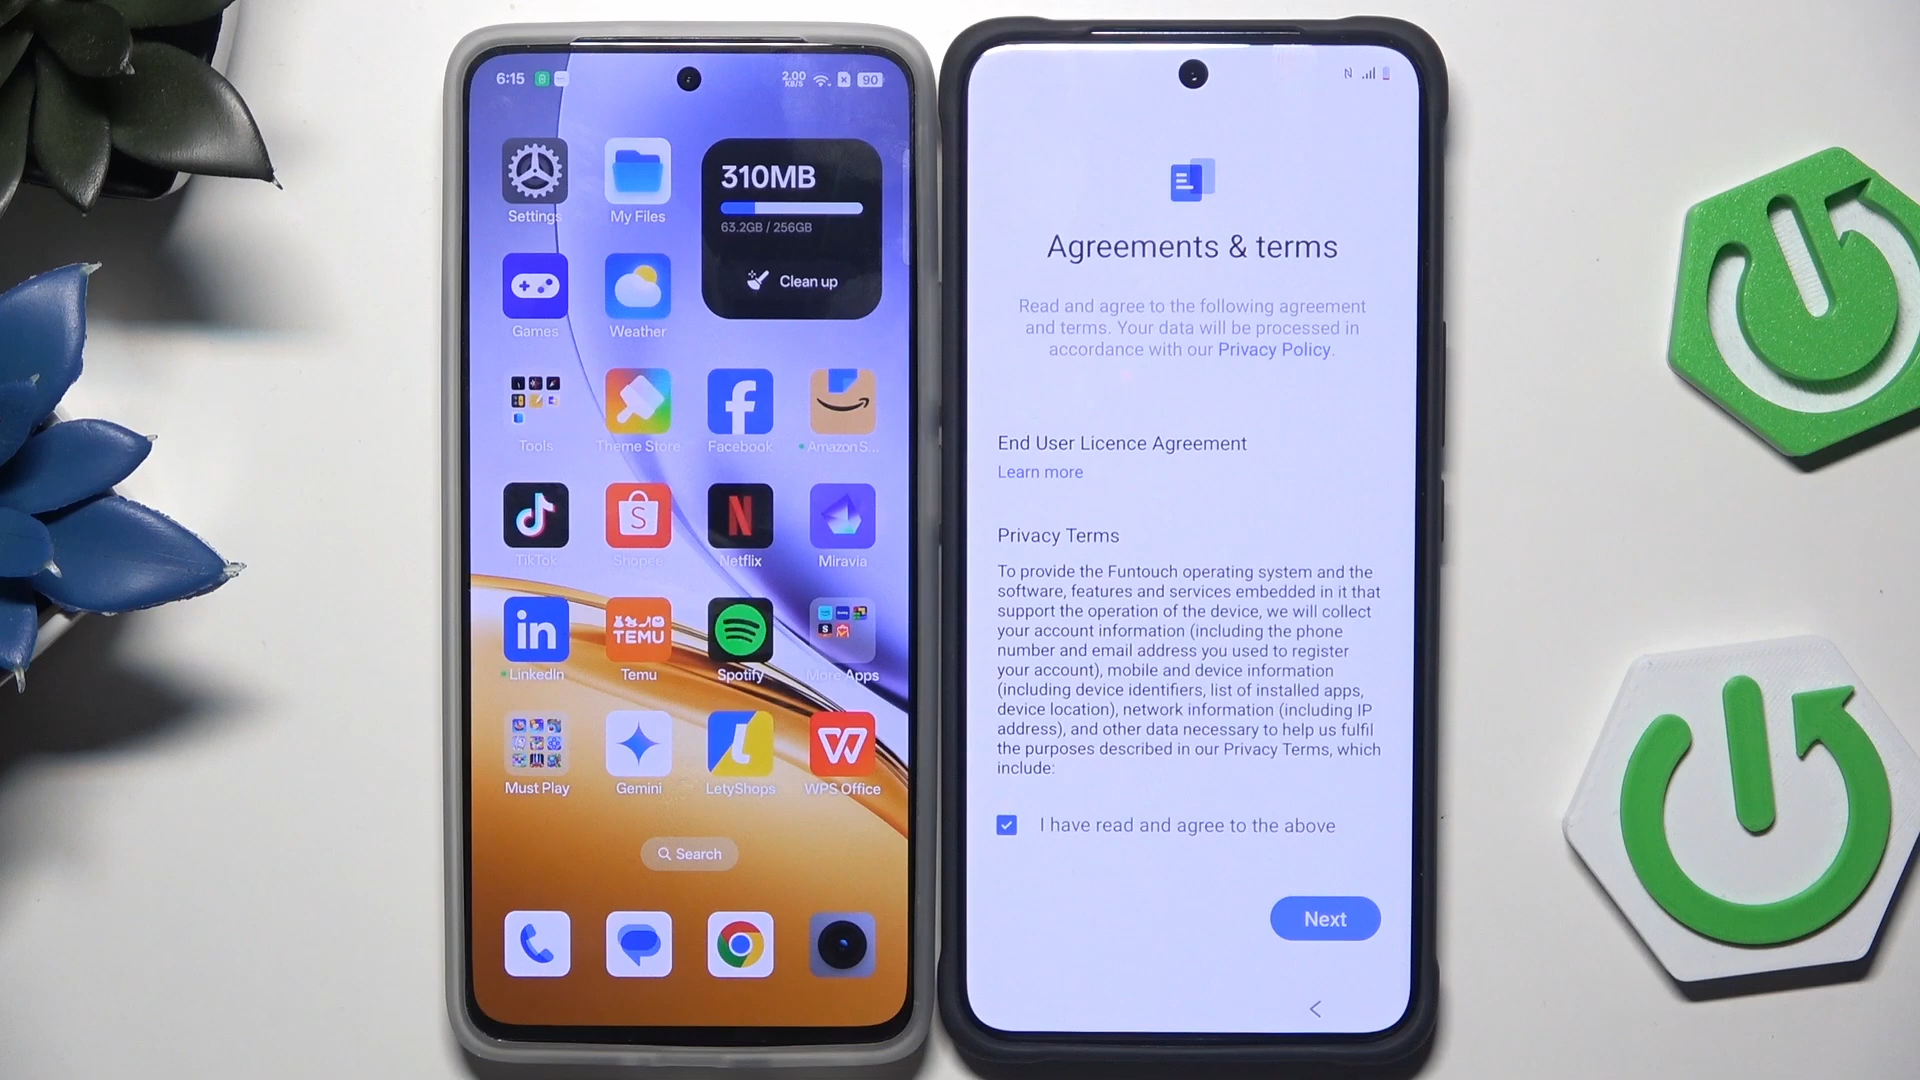 6:15
2.00
KB/S
90
310MB
63.2GB / 256GB
Clean up
Settings
My Files
Games
Weather
Tools
Theme Store
Facebook
Amazon S...
TikTok
Shopee
Netflix
Miravia
LinkedIn
TEMU
Temu
Spotify
More Apps
Must Play
Gemini
LetyShops
WPS Office
Search
Agreements & terms
Read and agree to the following agreement
and terms. Your data will be processed in
accordance with our Privacy Policy.
End User Licence Agreement
Learn more
Privacy Terms
To provide the Funtouch operating system and the
software, features and services embedded in it that
support the operation of the device, we will collect
your account information (including the phone
number and email address you used to register
your account), mobile and device information
(including device identifiers, list of installed apps,
device location), network information (including IP
address), and other data necessary to help us fulfil
the purposes described in our Privacy Terms, which
include:
I have read and agree to the above
Next